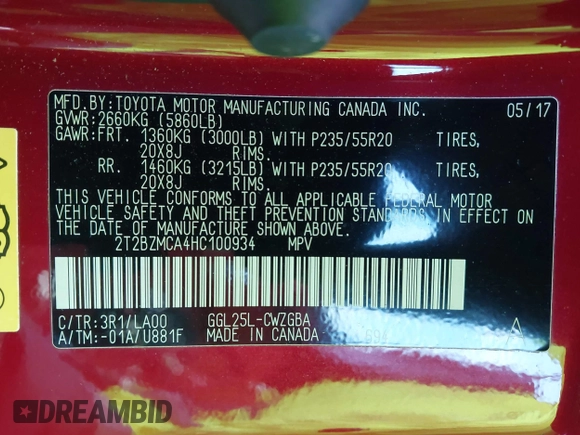 MFD.BY:TOYOTA MOTOR MANUFACTURING CANADA INC. 05/17
GVWR:2660KG (5860LB)
GAWR:FRT. 1360KG (3000LB) WITH P235/55R20 TIRES,
20X8J RIMS.
RR. 1460KG (3215LB) WITH P235/55R20 TIRES,
20X8J RIMS.
THIS VEHICLE CONFORMS TO ALL APPLICABLE FEDERAL MOTOR
VEHICLE SAFETY AND THEFT PREVENTION STANDARDS IN EFFECT ON
THE DATE OF MANUFACTURE SHOWN ABOVE.
2T2BZMCA4HC100934 MPV
C/TR:3R1/LA00 GGL25L-CWZGBA
A/TM:-01A/U881F MADE IN CANADA
DREAMBID